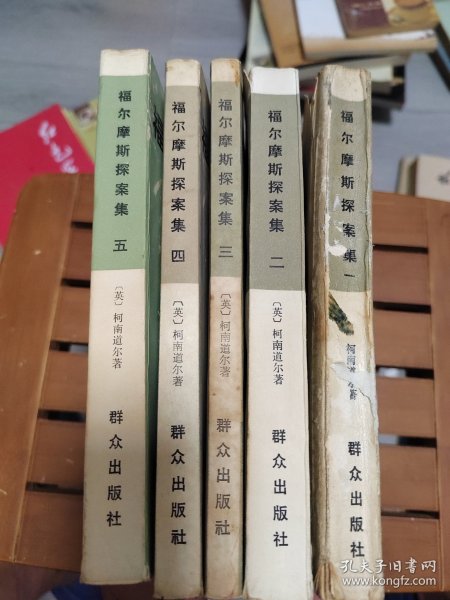 福尔摩斯探案集 五
〔英〕柯南道尔著
群众出版社
福尔摩斯探案集 四
〔英〕柯南道尔著
群众出版社
福尔摩斯探案集 三
〔英〕柯南道尔著
群众出版社
福尔摩斯探案集 二
〔英〕柯南道尔著
群众出版社
福尔摩斯探案集 一
柯南 著
群众出版社
孔夫子旧书网
www.kongfz.com